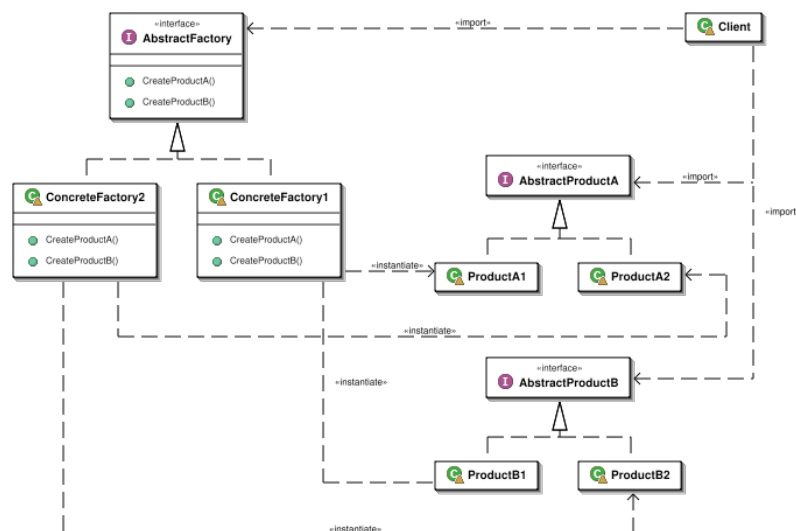 «interface»
I AbstractFactory
CreateProductA()
CreateProductB()
«import»
C Client
C ConcreteFactory2
CreateProductA()
CreateProductB()
C ConcreteFactory1
CreateProductA()
CreateProductB()
«interface»
I AbstractProductA
«import»
«import
«instantiate»
C ProductA1
C ProductA2
«instantiate»
«interface»
I AbstractProductB
«instantiate»
C ProductB1
C ProductB2
«instantiate»